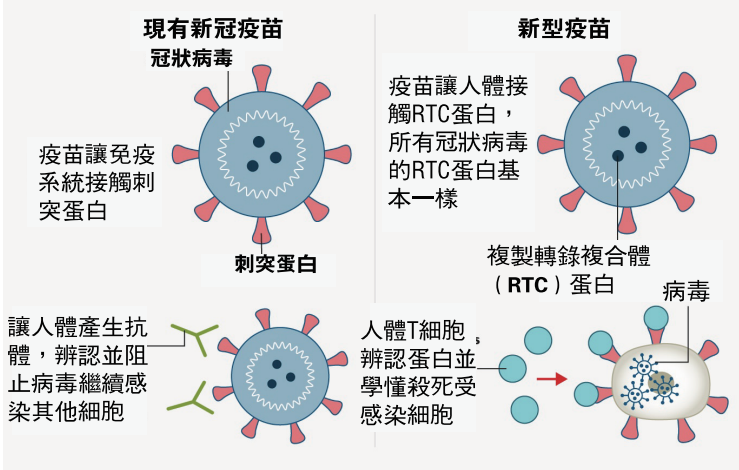 現有新冠疫苗
冠狀病毒
疫苗讓免疫
系統接觸刺
突蛋白
刺突蛋白
讓人體產生抗
體，辨認並阻
止病毒繼續感
染其他細胞
新型疫苗
疫苗讓人體接
觸RTC蛋白，
所有冠狀病毒
的RTC蛋白基
本一樣
複製轉錄複合體
（RTC）蛋白
病毒
人體T細胞
辨認蛋白並
學懂殺死受
感染細胞